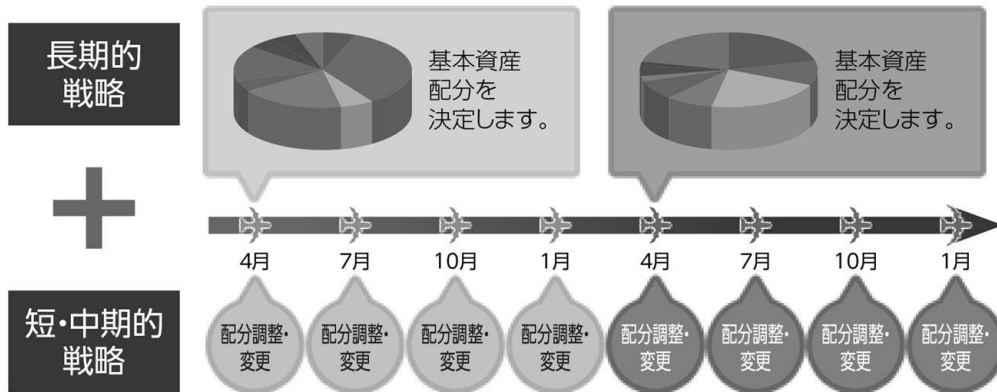 長期的
戦略
基本資産
配分を
決定します。
基本資産
配分を
決定します。
4月
7月
10月
1月
4月
7月
10月
1月
短・中期的
戦略
配分調整・
変更
配分調整・
変更
配分調整・
変更
配分調整・
変更
配分調整・
変更
配分調整・
変更
配分調整・
変更
配分調整・
変更